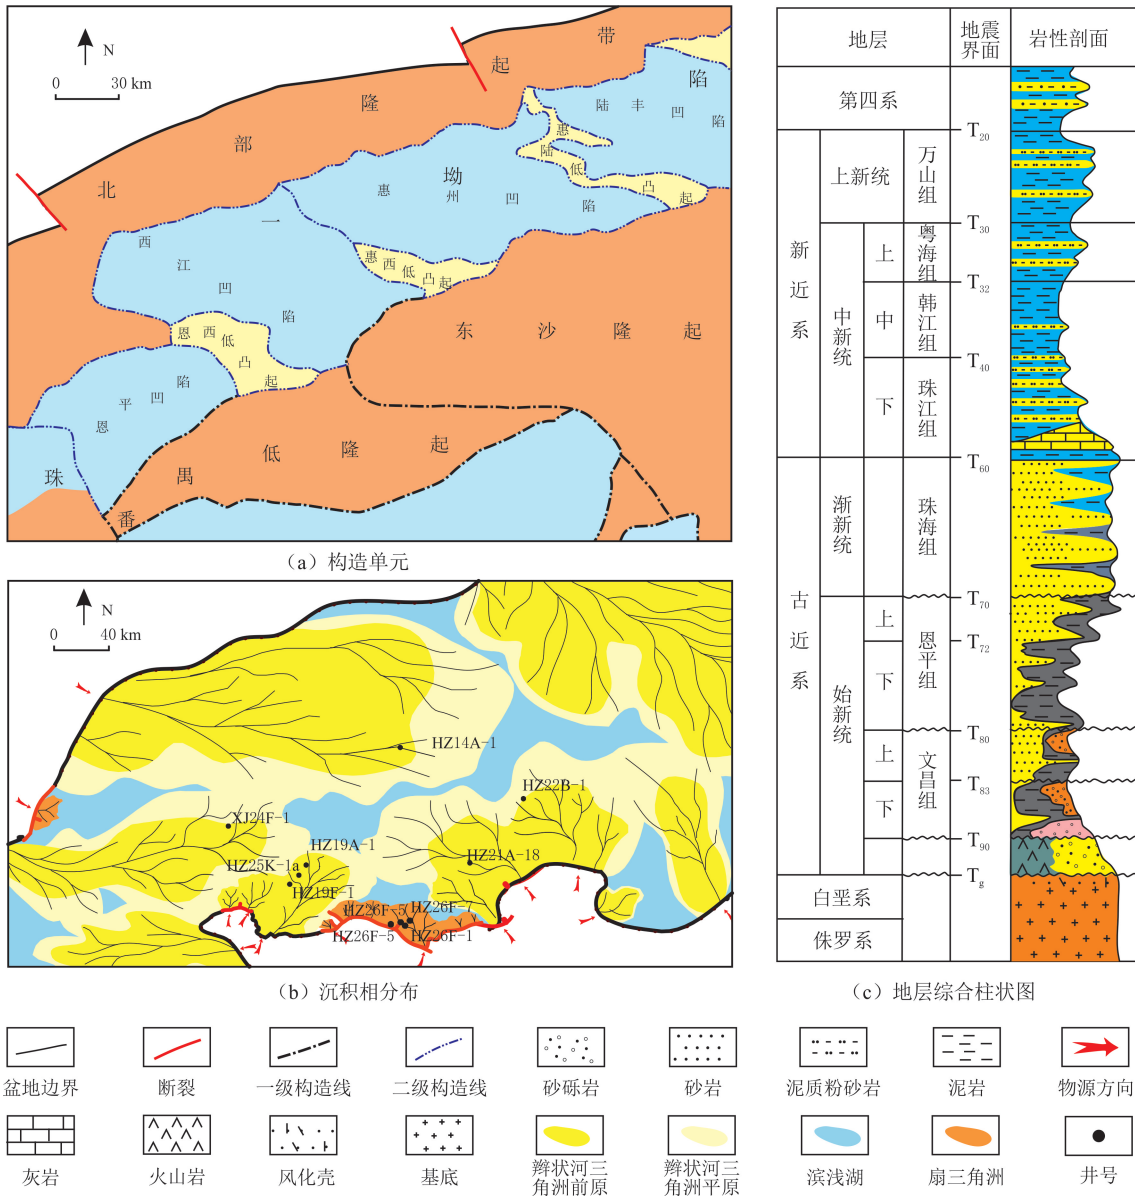 N
0 30 km
北部隆起带
陆丰凹陷
惠陆低凸起
惠州凹陷
西江凹陷
惠西低凸起
恩西低凸起
恩平凹陷
东沙隆起
番禺低隆起
珠一坳陷
(a) 构造单元
N
0 40 km
HZ14A-1
HZ22B-1
XJ24F-1
HZ19A-1
HZ25K-1a
HZ21A-18
HZ19F-1
HZ26F-5
HZ26F-7
HZ26F-5
HZ26F-1
(b) 沉积相分布
地层
地震界面
岩性剖面
第四系
T20
新近系
上新统
万山组
T30
中新统
上
粤海组
T32
中
韩江组
T40
下
珠江组
T60
古近系
渐新统
珠海组
T70
始新统
上
恩平组
T72
下
T80
上
文昌组
T83
下
T90
Tg
白垩系
侏罗系
(c) 地层综合柱状图
盆地边界
断裂
一级构造线
二级构造线
砂砾岩
砂岩
泥质粉砂岩
泥岩
物源方向
灰岩
火山岩
风化壳
基底
辫状河三
角洲前原
辫状河三
角洲平原
滨浅湖
扇三角洲
井号